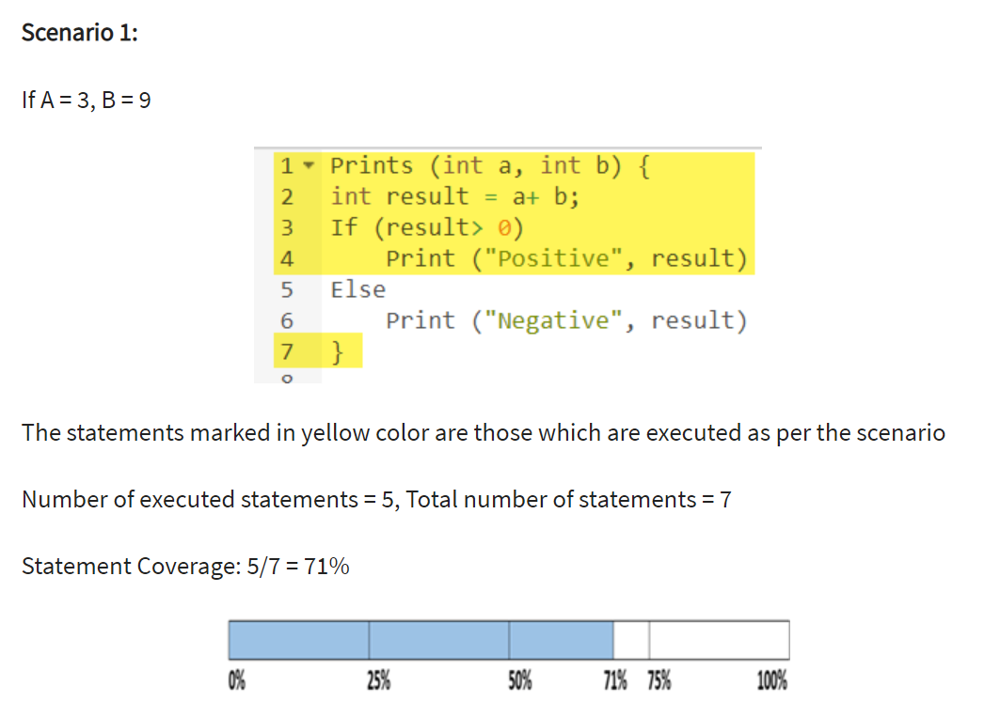 Scenario 1:
If A = 3, B = 9
1 Prints (int a, int b) {
2 int result = a+ b;
3 If (result> 0)
4 Print ("Positive", result)
5 Else
6 Print ("Negative", result)
7 }
The statements marked in yellow color are those which are executed as per the scenario
Number of executed statements = 5, Total number of statements = 7
Statement Coverage: 5/7 = 71%
0% 25% 50% 71% 75% 100%